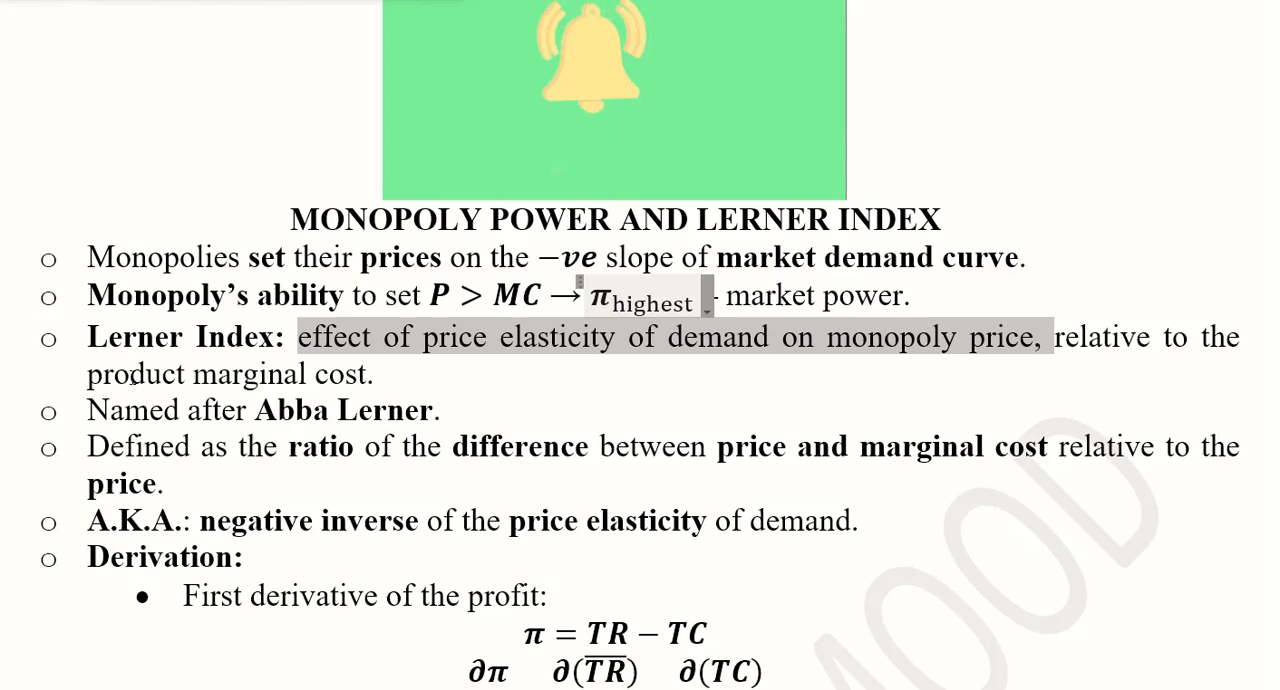 MONOPOLY POWER AND LERNER INDEX
o Monopolies set their prices on the −ve slope of market demand curve.
o Monopoly's ability to set P > MC → π highest - market power.
o Lerner Index: effect of price elasticity of demand on monopoly price, relative to the
product marginal cost.
o Named after Abba Lerner.
o Defined as the ratio of the difference between price and marginal cost relative to the
price.
o A.K.A.: negative inverse of the price elasticity of demand.
o Derivation:
• First derivative of the profit:
π = TR − TC
∂π ∂(TR) ∂(TC)